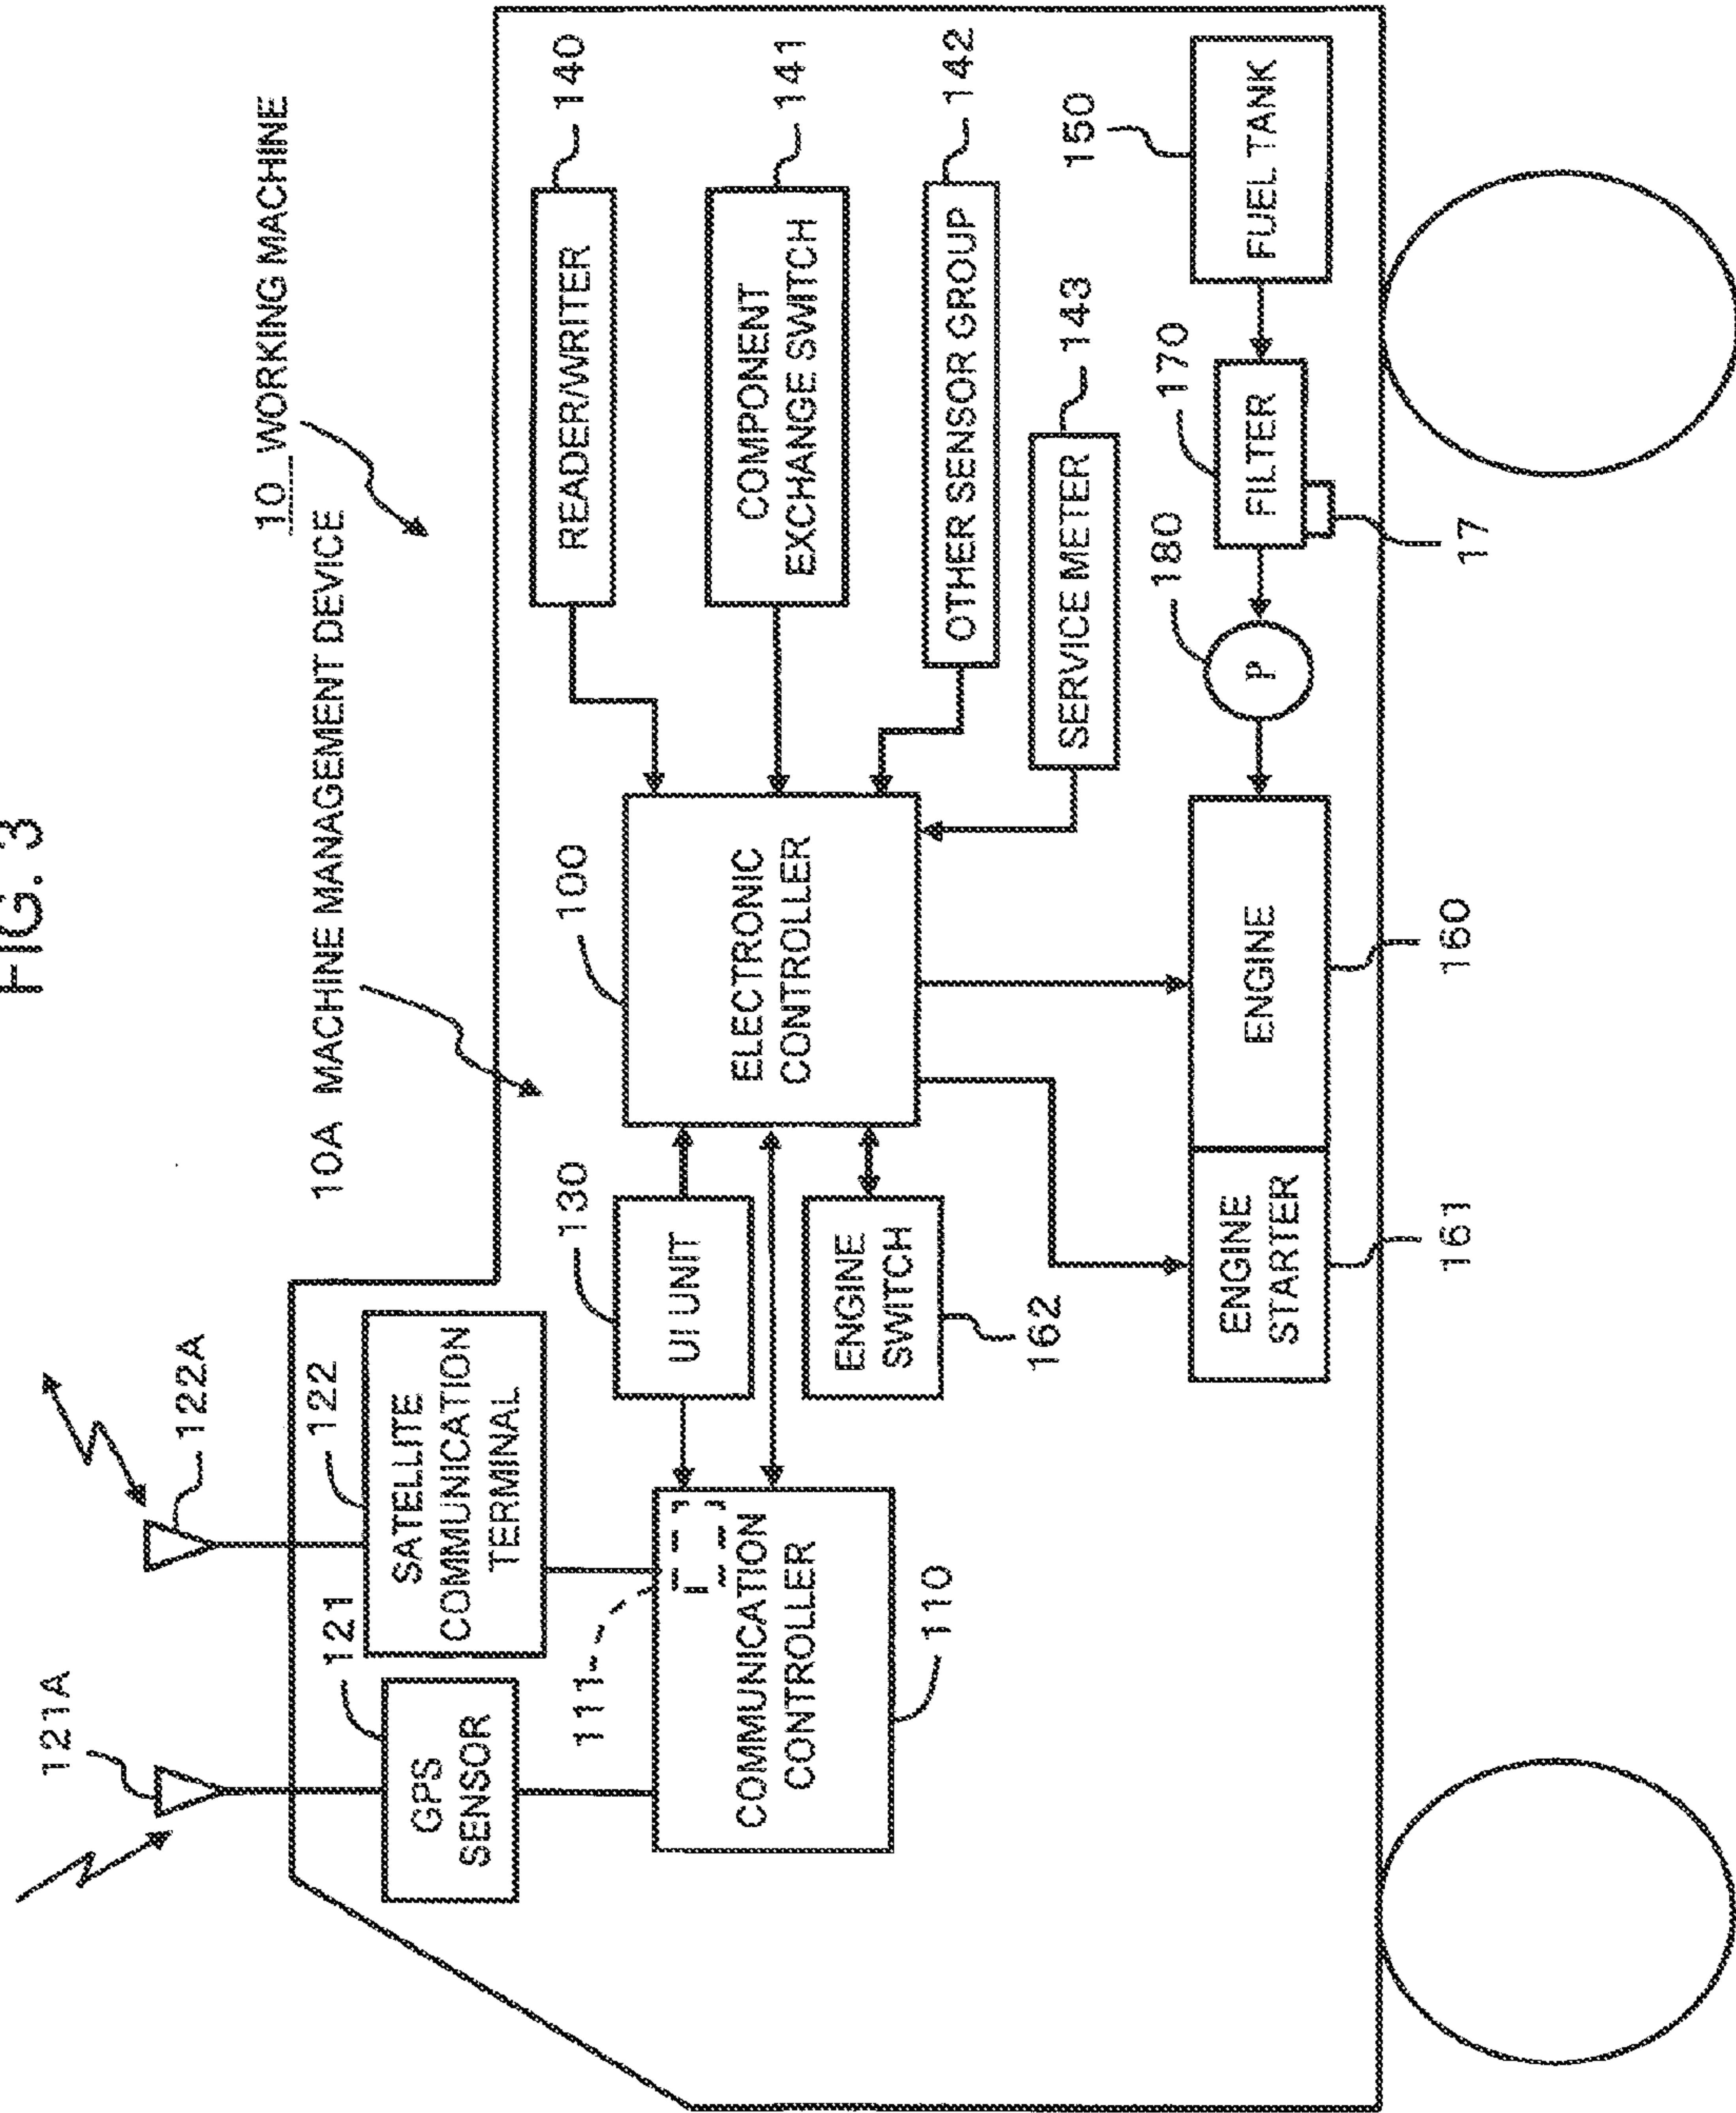 FIG. 3
10 WORKING MACHINE
10A MACHINE MANAGEMENT DEVICE
121A
122A
121
122
GPS
SENSOR
SATELLITE
COMMUNICATION
TERMINAL
111
COMMUNICATION
CONTROLLER
110
130
UI UNIT
ENGINE
SWITCH
162
100
ELECTRONIC
CONTROLLER
READER/WRITER
140
COMPONENT
EXCHANGE SWITCH
141
OTHER SENSOR GROUP
142
SERVICE METER
143
ENGINE
STARTER
161
ENGINE
160
180
P
170
FILTER
17
150
FUEL TANK